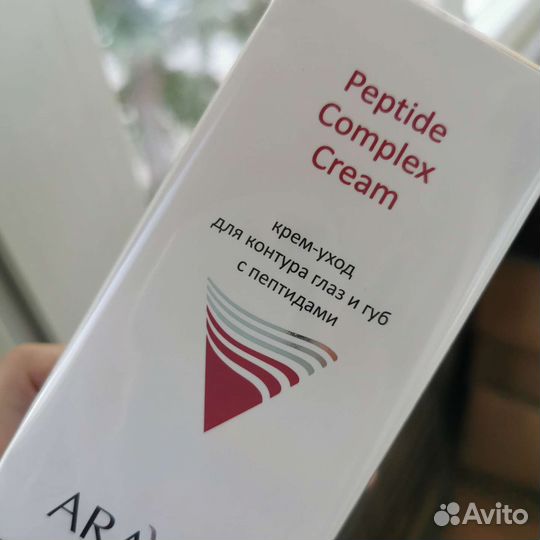 Peptide
Complex
Cream
крем-уход
для контура глаз и губ
с пептидами
Avito